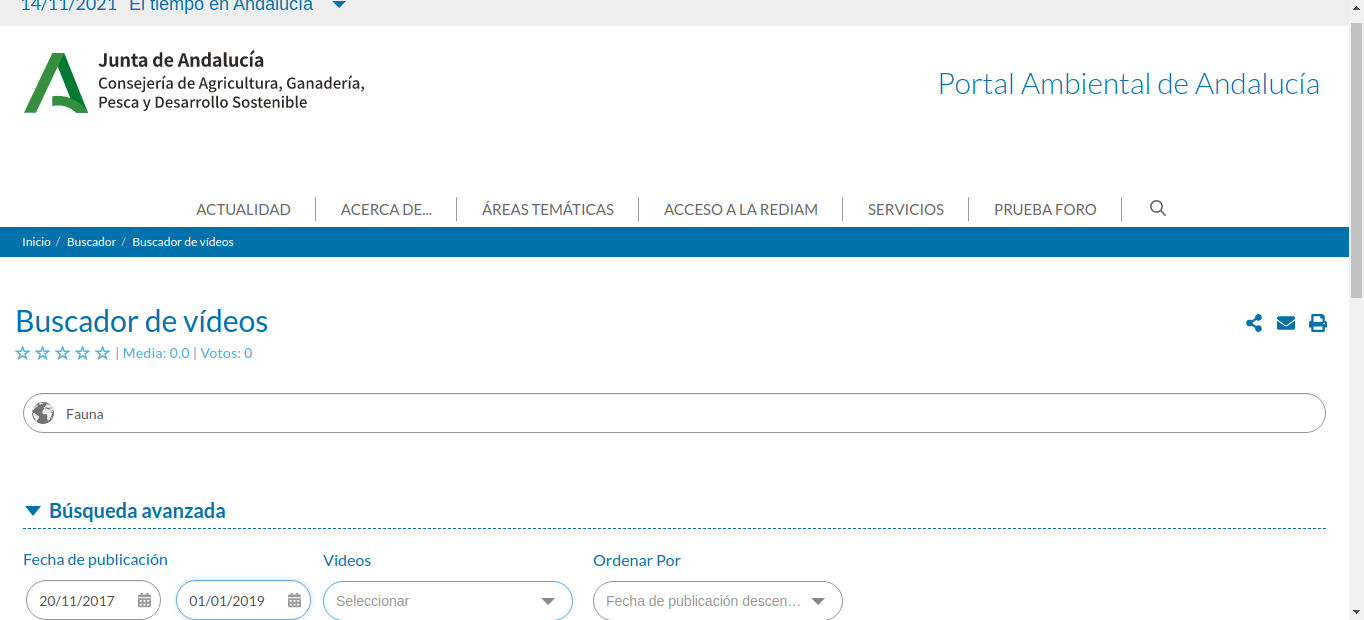 14/11/2021 El tiempo en Andalucía
Junta de Andalucía
Consejería de Agricultura, Ganadería,
Pesca y Desarrollo Sostenible
Portal Ambiental de Andalucía
ACTUALIDAD ACERCA DE... ÁREAS TEMÁTICAS ACCESO A LA REDIAM SERVICIOS PRUEBA FORO
Inicio / Buscador / Buscador de vídeos
Buscador de vídeos
| Media: 0.0 | Votos: 0
Fauna
Búsqueda avanzada
Fecha de publicación Videos Ordenar Por
20/11/2017 01/01/2019 Seleccionar Fecha de publicación descen...